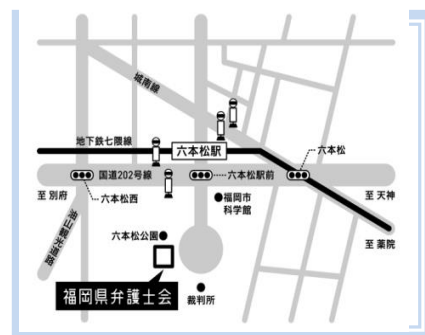 城南線
地下鉄七隈線
六本松駅
六本松
国道202号線
六本松駅前
至 別府
六本松西
至 天神
福岡市
科学館
油山観光道路
六本松公園
至 薬院
福岡県弁護士会
裁判所